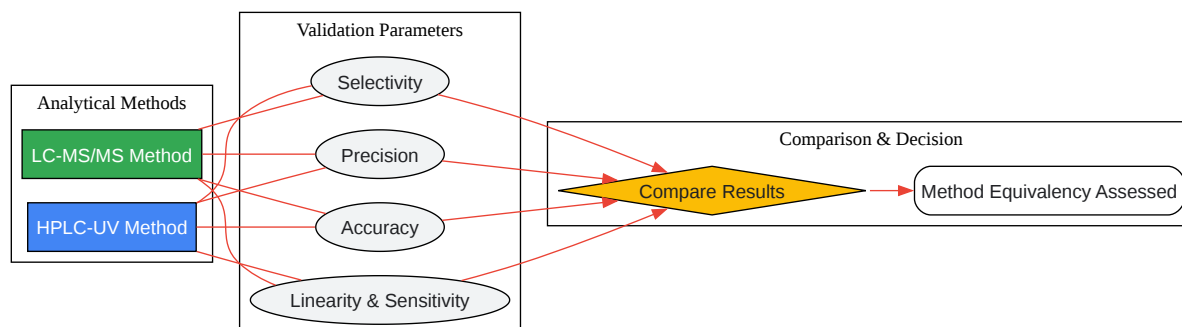 Analytical Methods
LC-MS/MS Method
HPLC-UV Method
Validation Parameters
Selectivity
Precision
Accuracy
Linearity & Sensitivity
Comparison & Decision
Compare Results
Method Equivalency Assessed